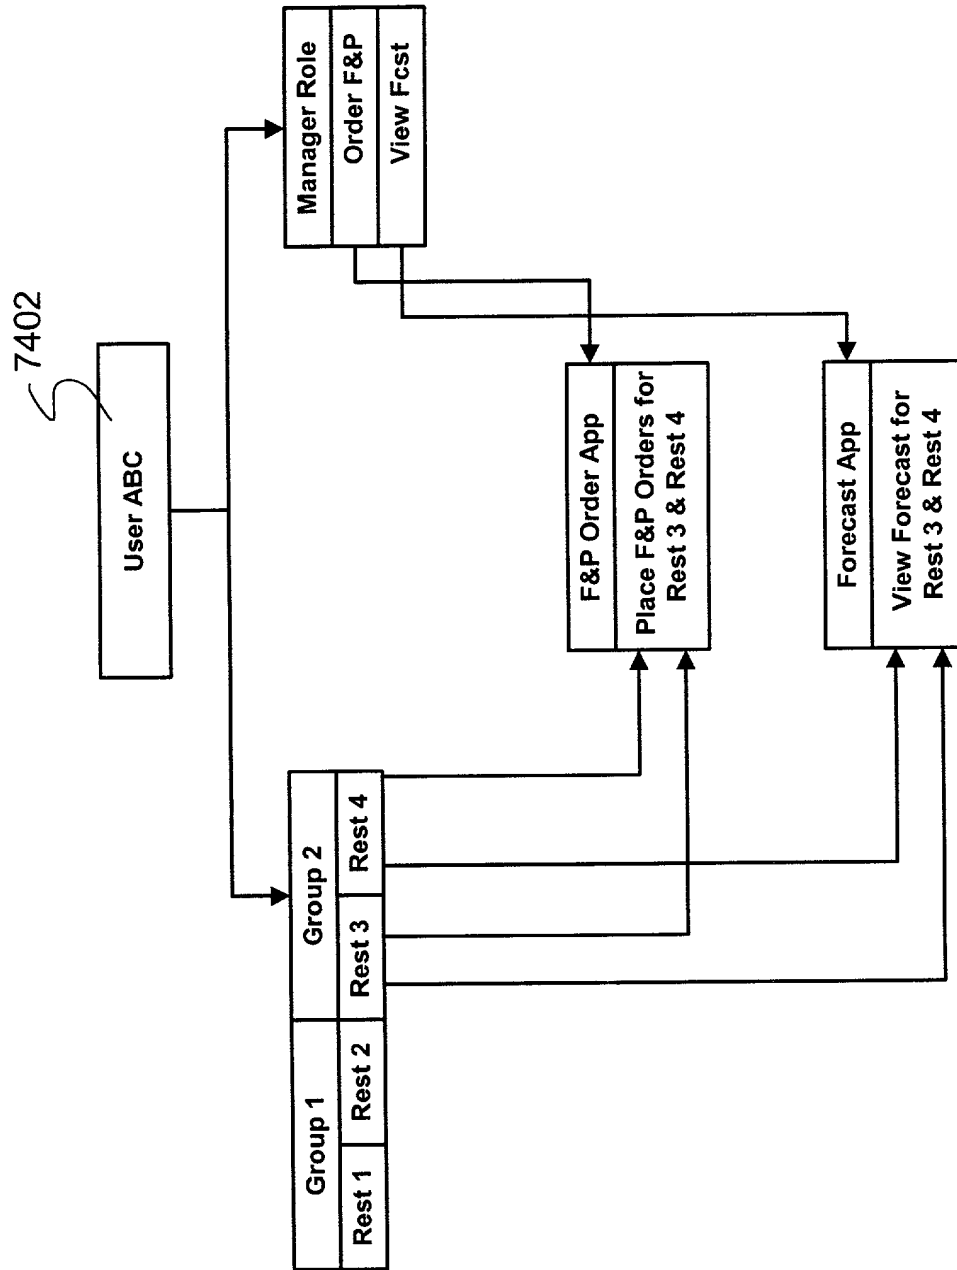 7402
User ABC
Group 1
Group 2
Rest 1
Rest 2
Rest 3
Rest 4
Manager Role
Order F&P
View Fcst
F&P Order App
Place F&P Orders for
Rest 3 & Rest 4
Forecast App
View Forecast for
Rest 3 & Rest 4